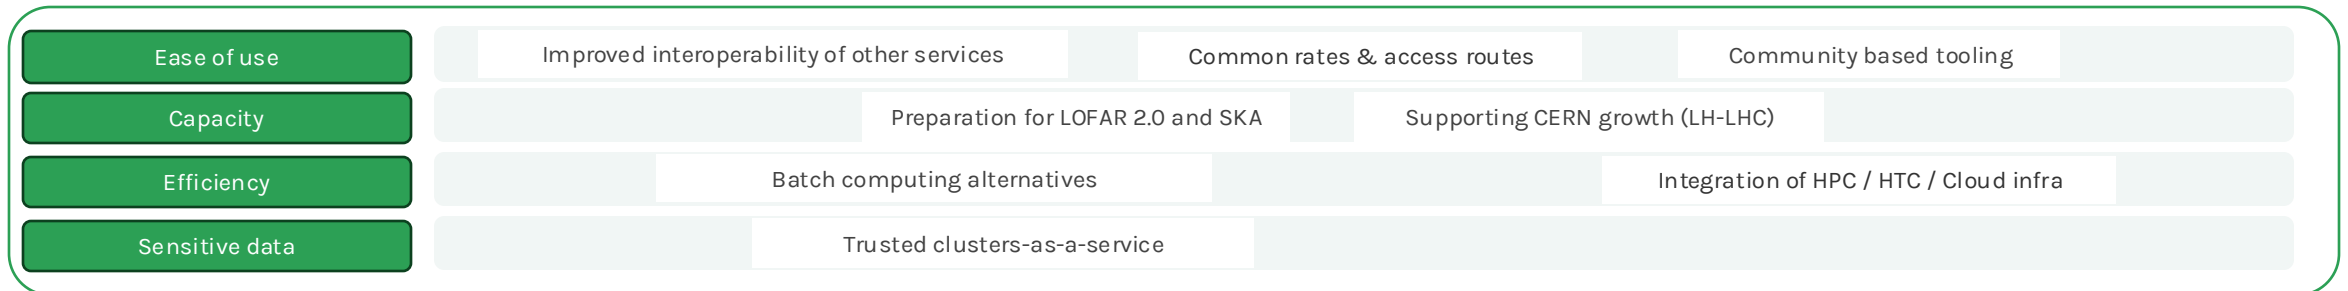 Ease of use
Improved interoperability of other services
Common rates & access routes
Community based tooling
Capacity
Preparation for LOFAR 2.0 and SKA
Supporting CERN growth (LH-LHC)
Efficiency
Batch computing alternatives
Integration of HPC / HTC / Cloud infra
Sensitive data
Trusted clusters-as-a-service